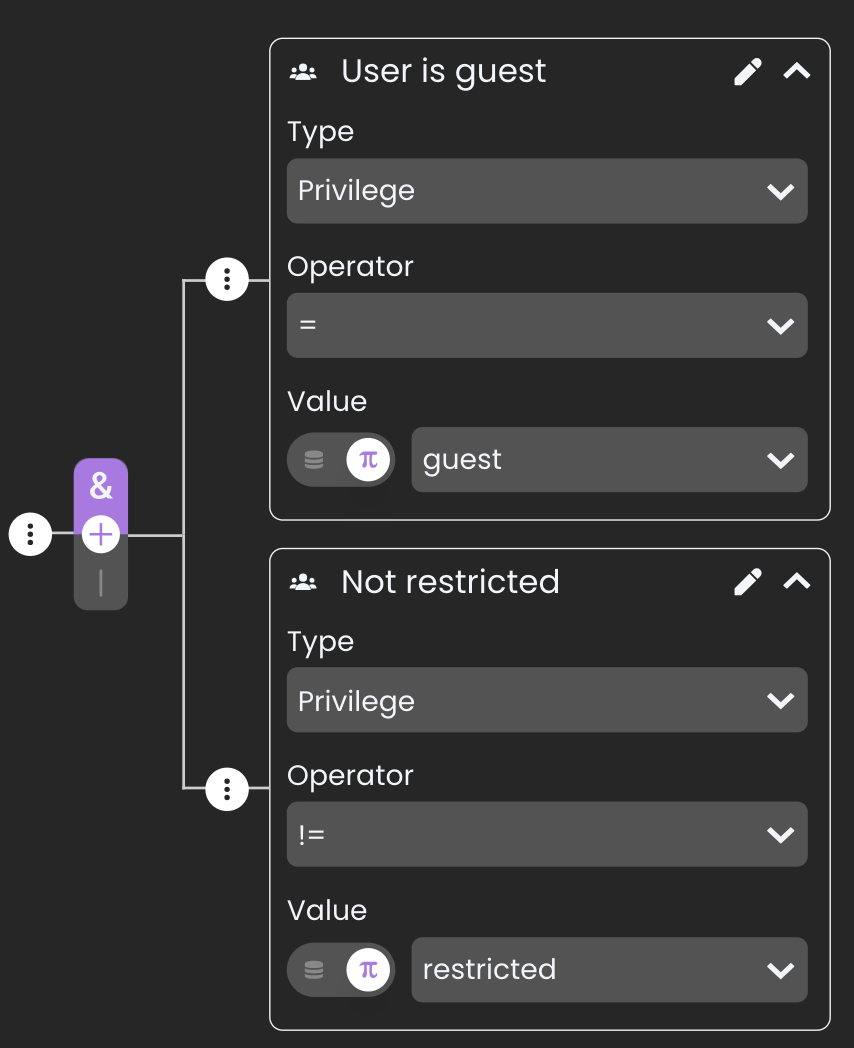 User is guest
Type
Privilege
Operator
=
Value
π guest
&
+
|
Not restricted
Type
Privilege
Operator
!=
Value
π restricted